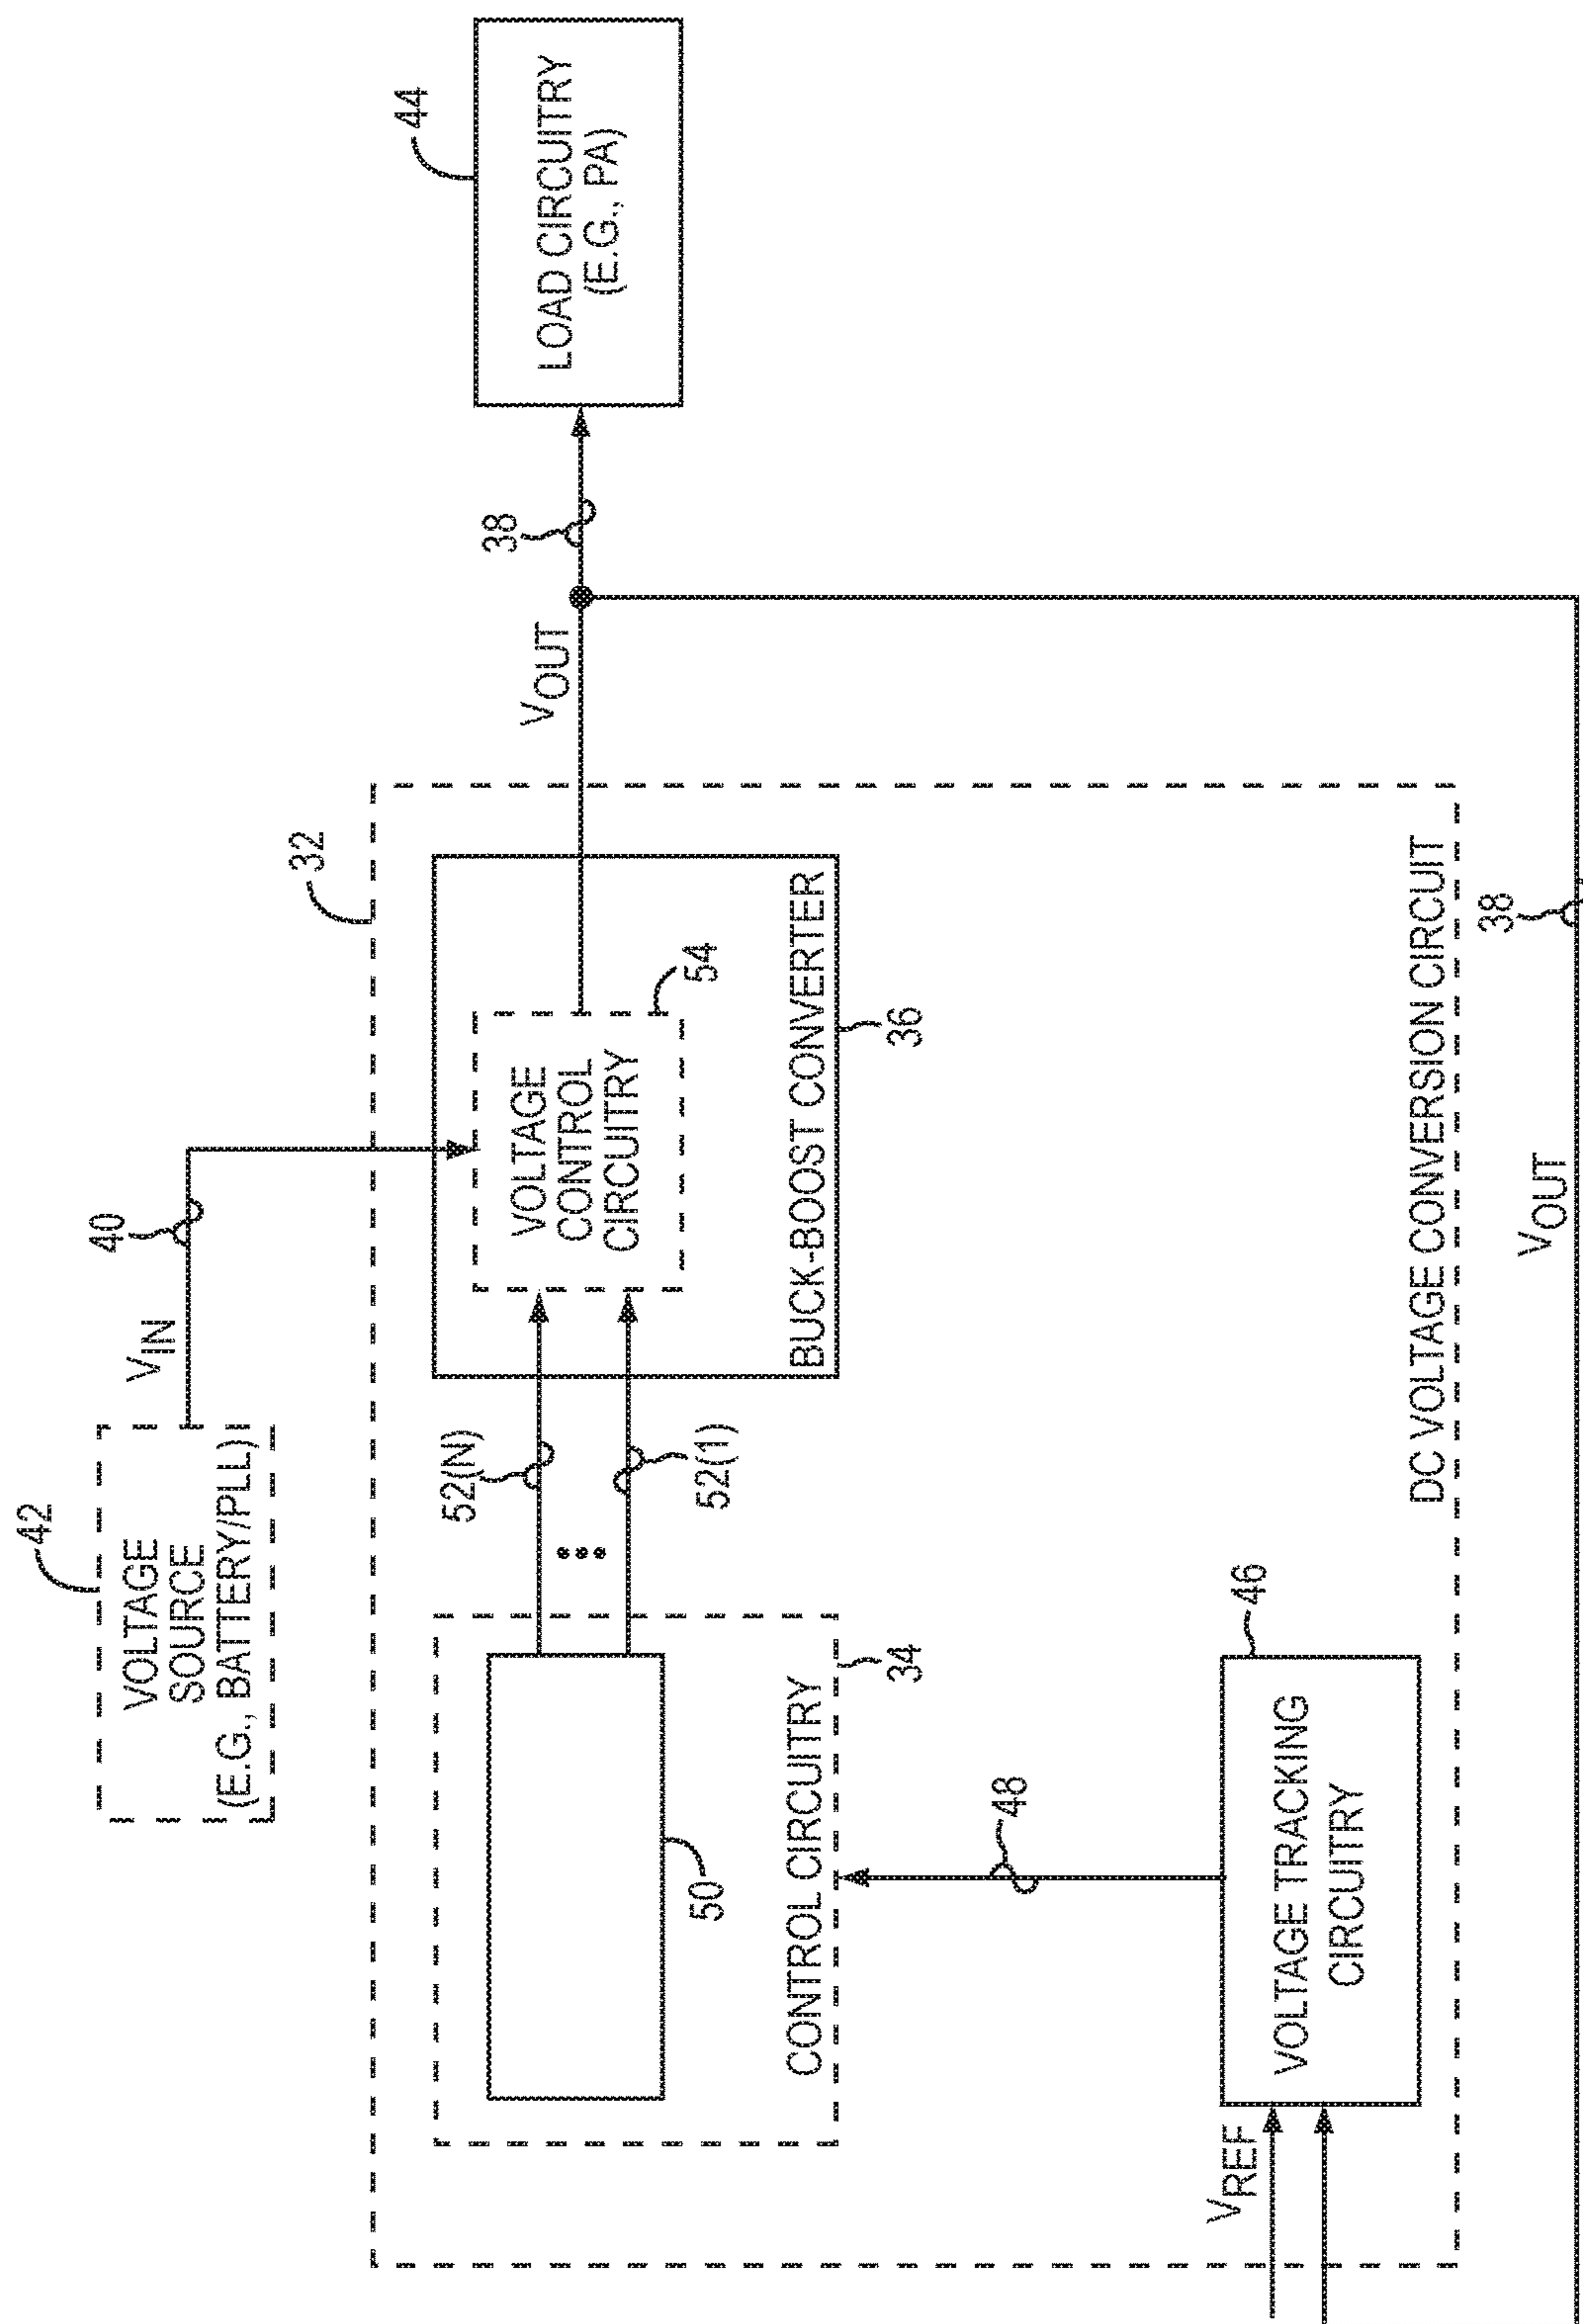 42
VOLTAGE
SOURCE
(E.G., BATTERY/PLL)
VIN
40
32
34
CONTROL CIRCUITRY
50
52(N)
52(1)
VOLTAGE
CONTROL
CIRCUITRY
54
BUCK-BOOST CONVERTER
36
VOUT
38
44
LOAD CIRCUITRY
(E.G., PA)
48
46
VOLTAGE TRACKING
CIRCUITRY
VREF
DC VOLTAGE CONVERSION CIRCUIT
VOUT
38